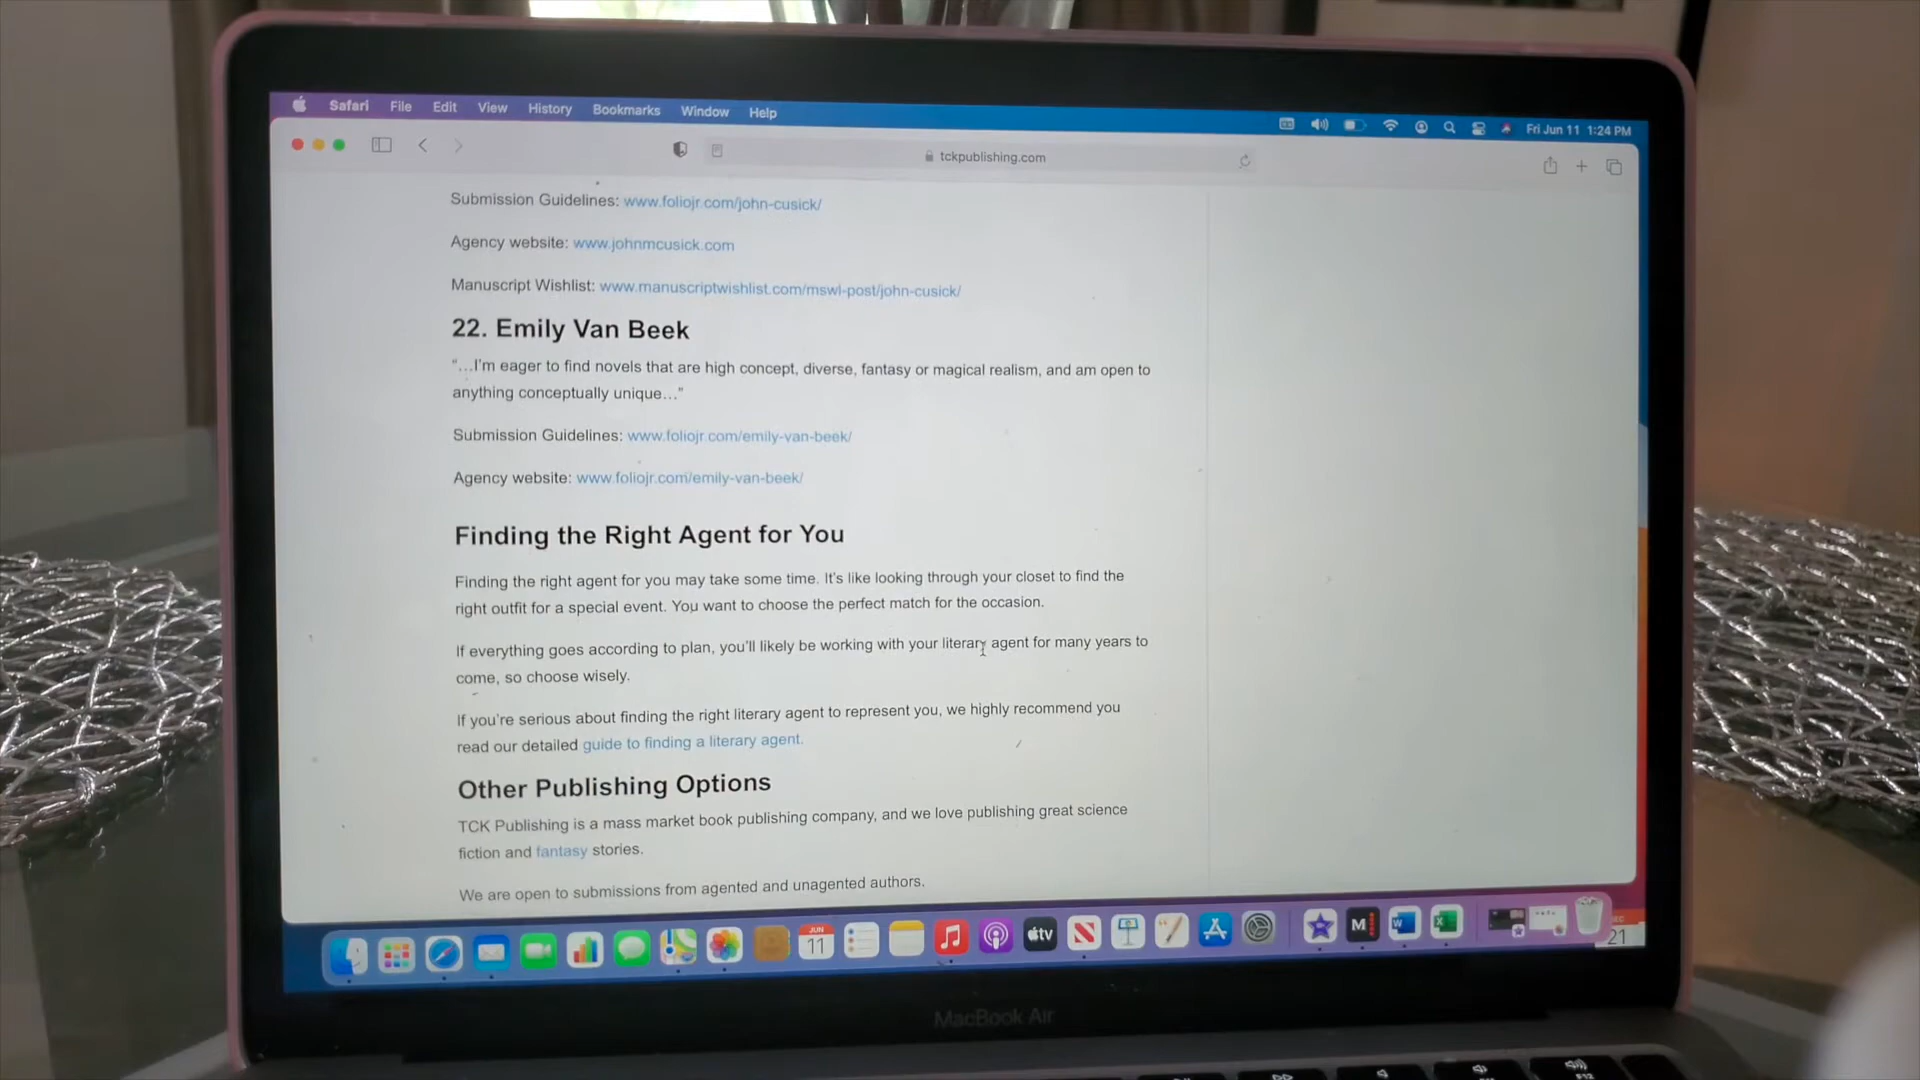 Safari File Edit View History Bookmarks Window Help
Fri Jun 11 1:24 PM
tckpublishing.com
Submission Guidelines: www.foliojr.com/john-cusick/
Agency website: www.johnmcusick.com
Manuscript Wishlist: www.manuscriptwishlist.com/mswl-post/john-cusick/
22. Emily Van Beek
“…I’m eager to find novels that are high concept, diverse, fantasy or magical realism, and am open to
anything conceptually unique…”
Submission Guidelines: www.foliojr.com/emily-van-beek/
Agency website: www.foliojr.com/emily-van-beek/
Finding the Right Agent for You
Finding the right agent for you may take some time. It’s like looking through your closet to find the
right outfit for a special event. You want to choose the perfect match for the occasion.
If everything goes according to plan, you’ll likely be working with your literary agent for many years to
come, so choose wisely.
If you’re serious about finding the right literary agent to represent you, we highly recommend you
read our detailed guide to finding a literary agent.
Other Publishing Options
TCK Publishing is a mass market book publishing company, and we love publishing great science
fiction and fantasy stories.
We are open to submissions from agented and unagented authors.
JUN
11
tv
M
W
X
21
MacBook Air
F12